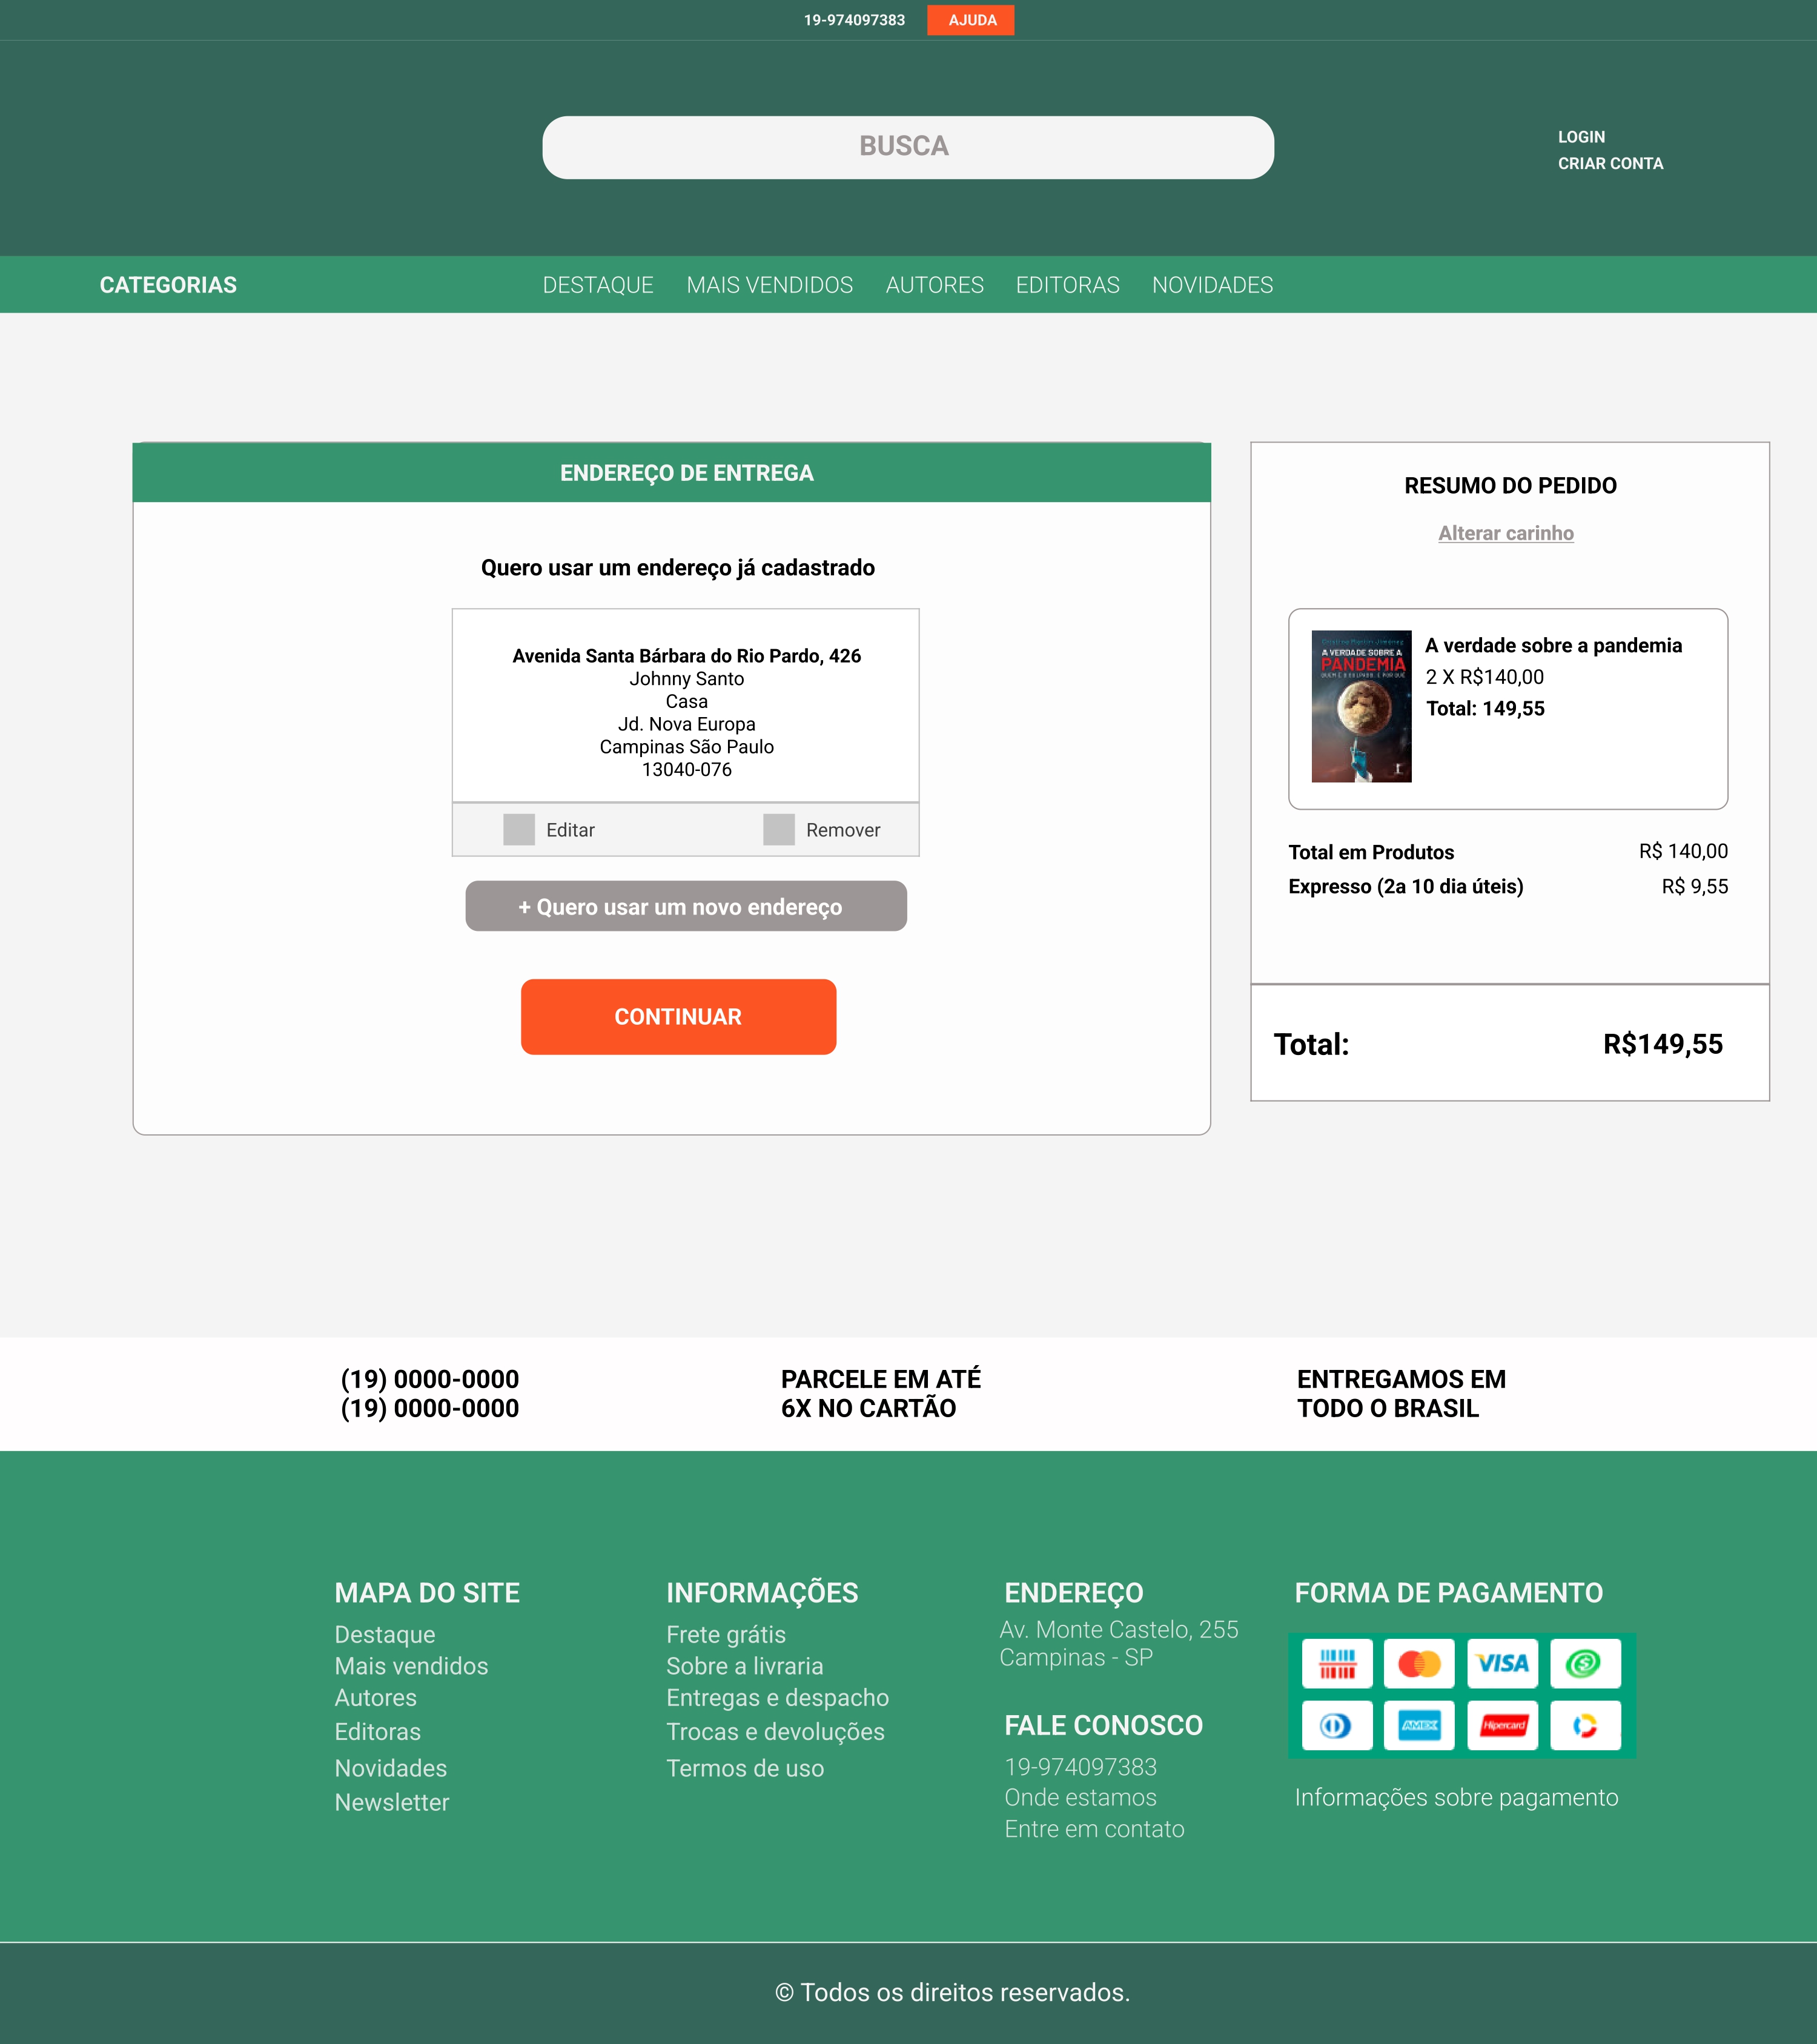 19-974097383 AJUDA
BUSCA
LOGIN
CRIAR CONTA
CATEGORIAS DESTAQUE MAIS VENDIDOS AUTORES EDITORAS NOVIDADES
ENDEREÇO DE ENTREGA
Quero usar um endereço já cadastrado
Avenida Santa Bárbara do Rio Pardo, 426
Johnny Santo
Casa
Jd. Nova Europa
Campinas São Paulo
13040-076
Editar Remover
+ Quero usar um novo endereço
CONTINUAR
RESUMO DO PEDIDO
Alterar carinho
A VERDADE SOBRE A
PANDEMIA
A verdade sobre a pandemia
2 X R$140,00
Total: 149,55
Total em Produtos R$ 140,00
Expresso (2a 10 dia úteis) R$ 9,55
Total: R$149,55
(19) 0000-0000
(19) 0000-0000
PARCELE EM ATÉ
6X NO CARTÃO
ENTREGAMOS EM
TODO O BRASIL
MAPA DO SITE
Destaque
Mais vendidos
Autores
Editoras
Novidades
Newsletter
INFORMAÇÕES
Frete grátis
Sobre a livraria
Entregas e despacho
Trocas e devoluções
Termos de uso
ENDEREÇO
Av. Monte Castelo, 255
Campinas - SP
FALE CONOSCO
19-974097383
Onde estamos
Entre em contato
FORMA DE PAGAMENTO
VISA
AMEX Hipercard
Informações sobre pagamento
© Todos os direitos reservados.